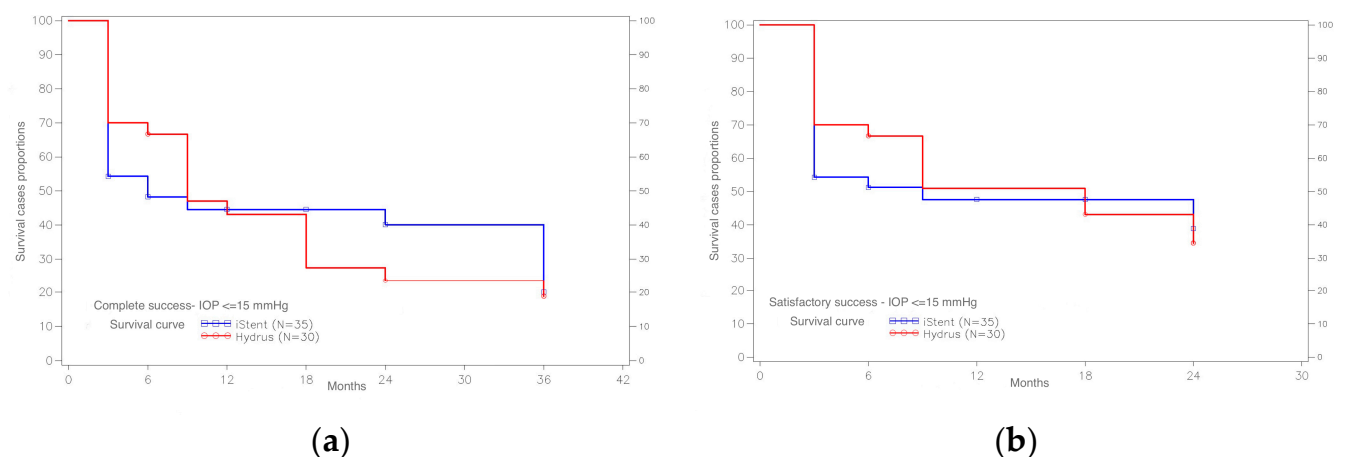 100
90
80
70
60
50
40
30
20
10
0
Survival cases proportions
100
90
80
70
60
50
40
30
20
10
0
Complete success- IOP <=15 mmHg
Survival curve
iStent (N=35)
Hydrus (N=30)
0 6 12 18 24 30 36 42
Months
(a)
100
90
80
70
60
50
40
30
20
10
0
Survival cases proportions
100
90
80
70
60
50
40
30
20
10
0
Satisfactory success - IOP <=15 mmHg
Survival curve
iStent (N=35)
Hydrus (N=30)
0 6 12 18 24 30
Months
(b)